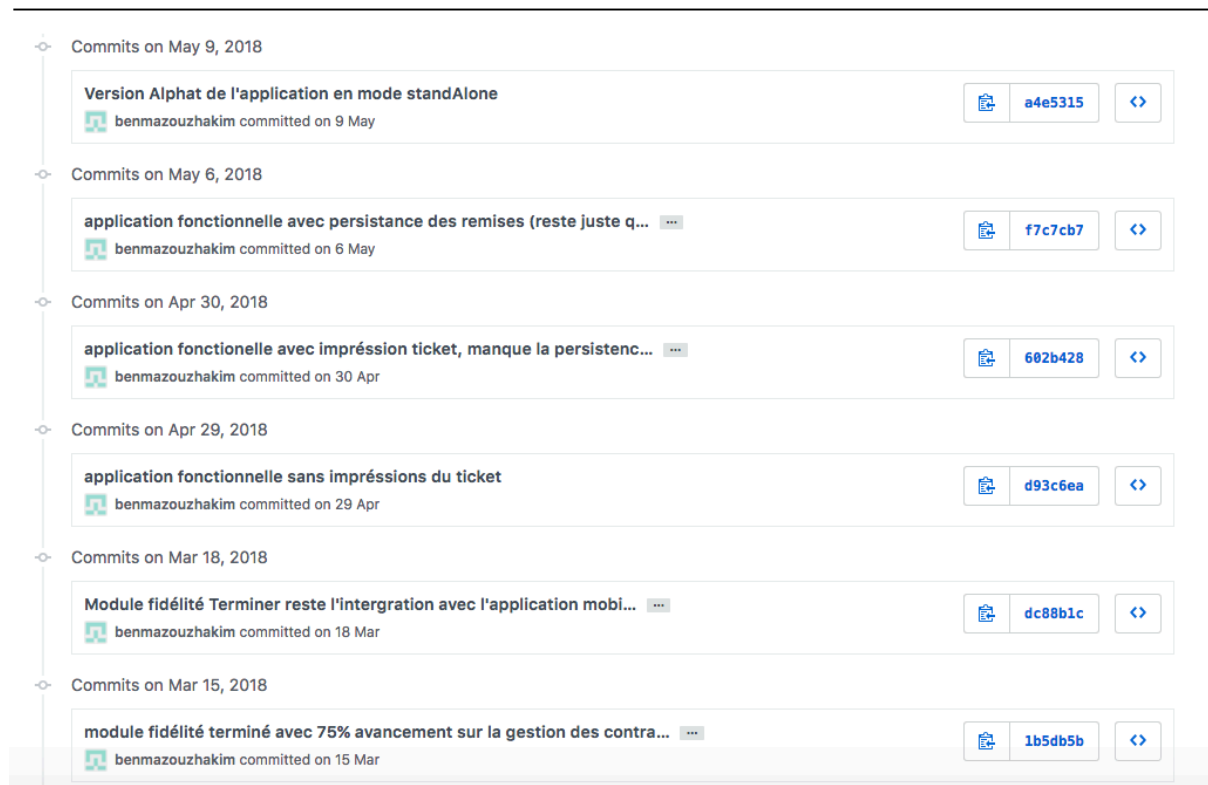 Commits on May 9, 2018
Version Alphat de l'application en mode standAlone
a4e5315
benmazouzhakim committed on 9 May
Commits on May 6, 2018
application fonctionnelle avec persistance des remises (reste juste q... ...
f7c7cb7
benmazouzhakim committed on 6 May
Commits on Apr 30, 2018
application fonctionelle avec impréssion ticket, manque la persistenc... ...
602b428
benmazouzhakim committed on 30 Apr
Commits on Apr 29, 2018
application fonctionnelle sans impréssions du ticket
d93c6ea
benmazouzhakim committed on 29 Apr
Commits on Mar 18, 2018
Module fidélité Terminer reste l'intergration avec l'application mobi... ...
dc88b1c
benmazouzhakim committed on 18 Mar
Commits on Mar 15, 2018
module fidélité terminé avec 75% avancement sur la gestion des contra... ...
1b5db5b
benmazouzhakim committed on 15 Mar